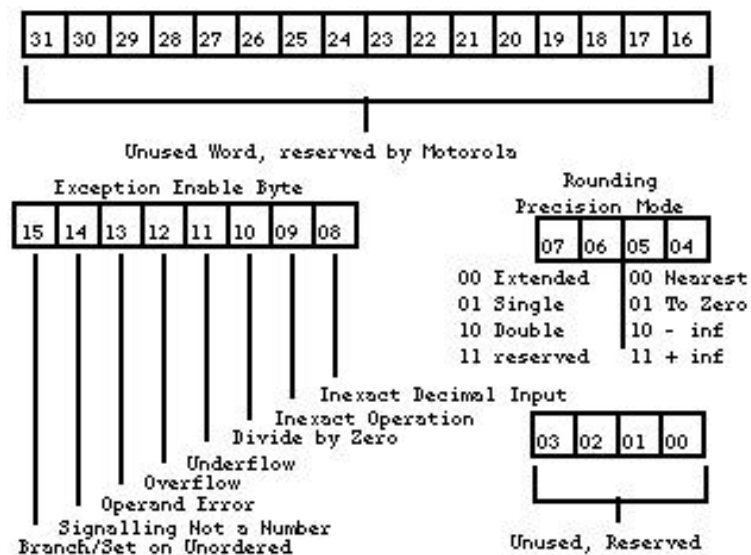 31 30 29 28 27 26 25 24 23 22 21 20 19 18 17 16
Unused Word, reserved by Motorola
Exception Enable Byte
15 14 13 12 11 10 09 08
Rounding
Precision Mode
07 06 05 04
00 Extended 00 Nearest
01 Single 01 To Zero
10 Double 10 - inf
11 reserved 11 + inf
Inexact Decimal Input
Inexact Operation
Divide by Zero
Underflow
Overflow
Operand Error
Signalling Not a Number
Branch/Set on Unordered
03 02 01 00
Unused, Reserved